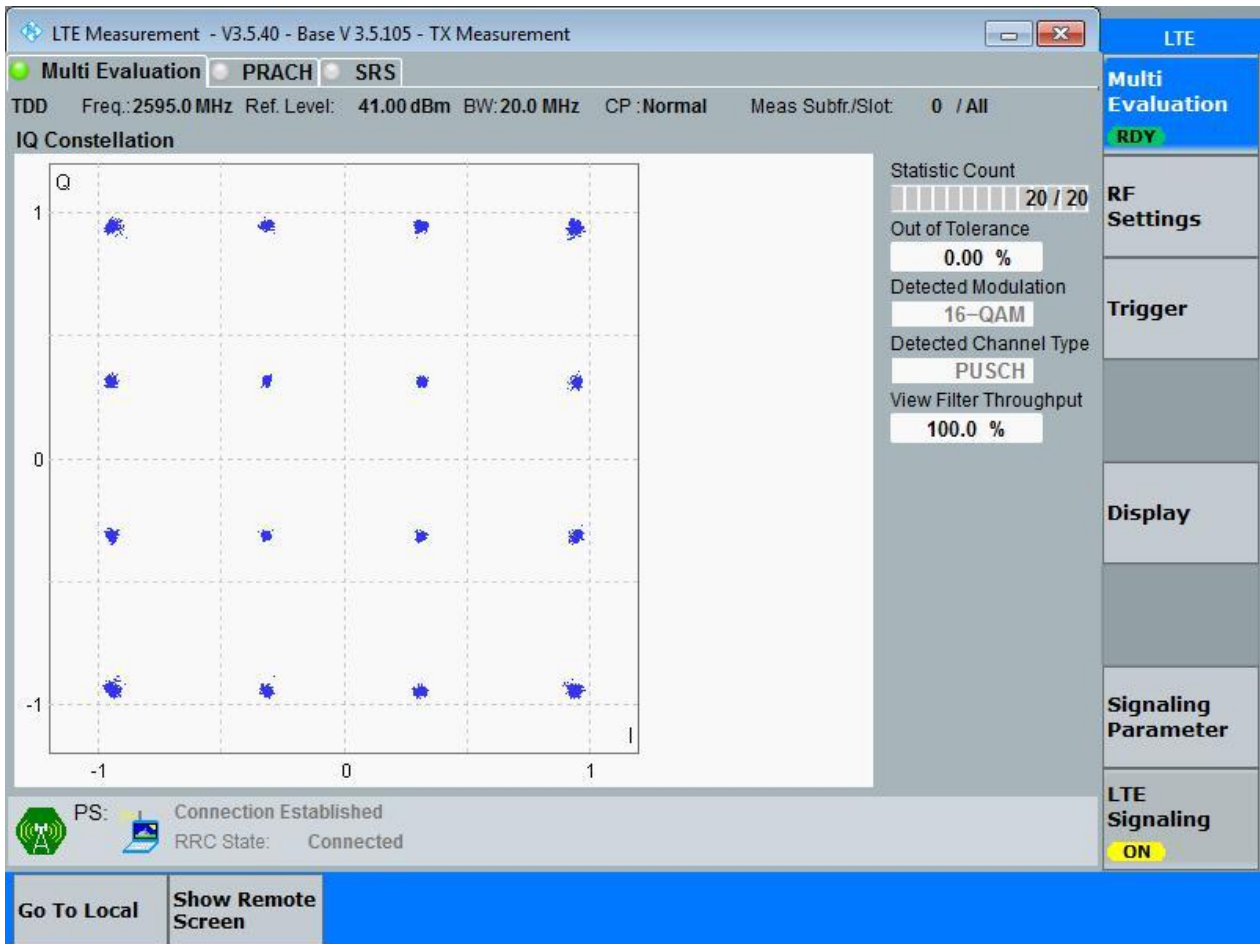 LTE Measurement - V3.5.40 - Base V 3.5.105 - TX Measurement
LTE
Multi Evaluation PRACH SRS
Multi
Evaluation
RDY
TDD Freq.: 2595.0 MHz Ref. Level: 41.00 dBm BW: 20.0 MHz CP : Normal Meas Subfr./Slot: 0 / All
IQ Constellation
Q
1
0
-1
I
-1 0 1
Statistic Count
20 / 20
Out of Tolerance
0.00 %
Detected Modulation
16-QAM
Detected Channel Type
PUSCH
View Filter Throughput
100.0 %
RF
Settings
Trigger
Display
Signaling
Parameter
LTE
Signaling
ON
PS: Connection Established
RRC State: Connected
Go To Local
Show Remote
Screen